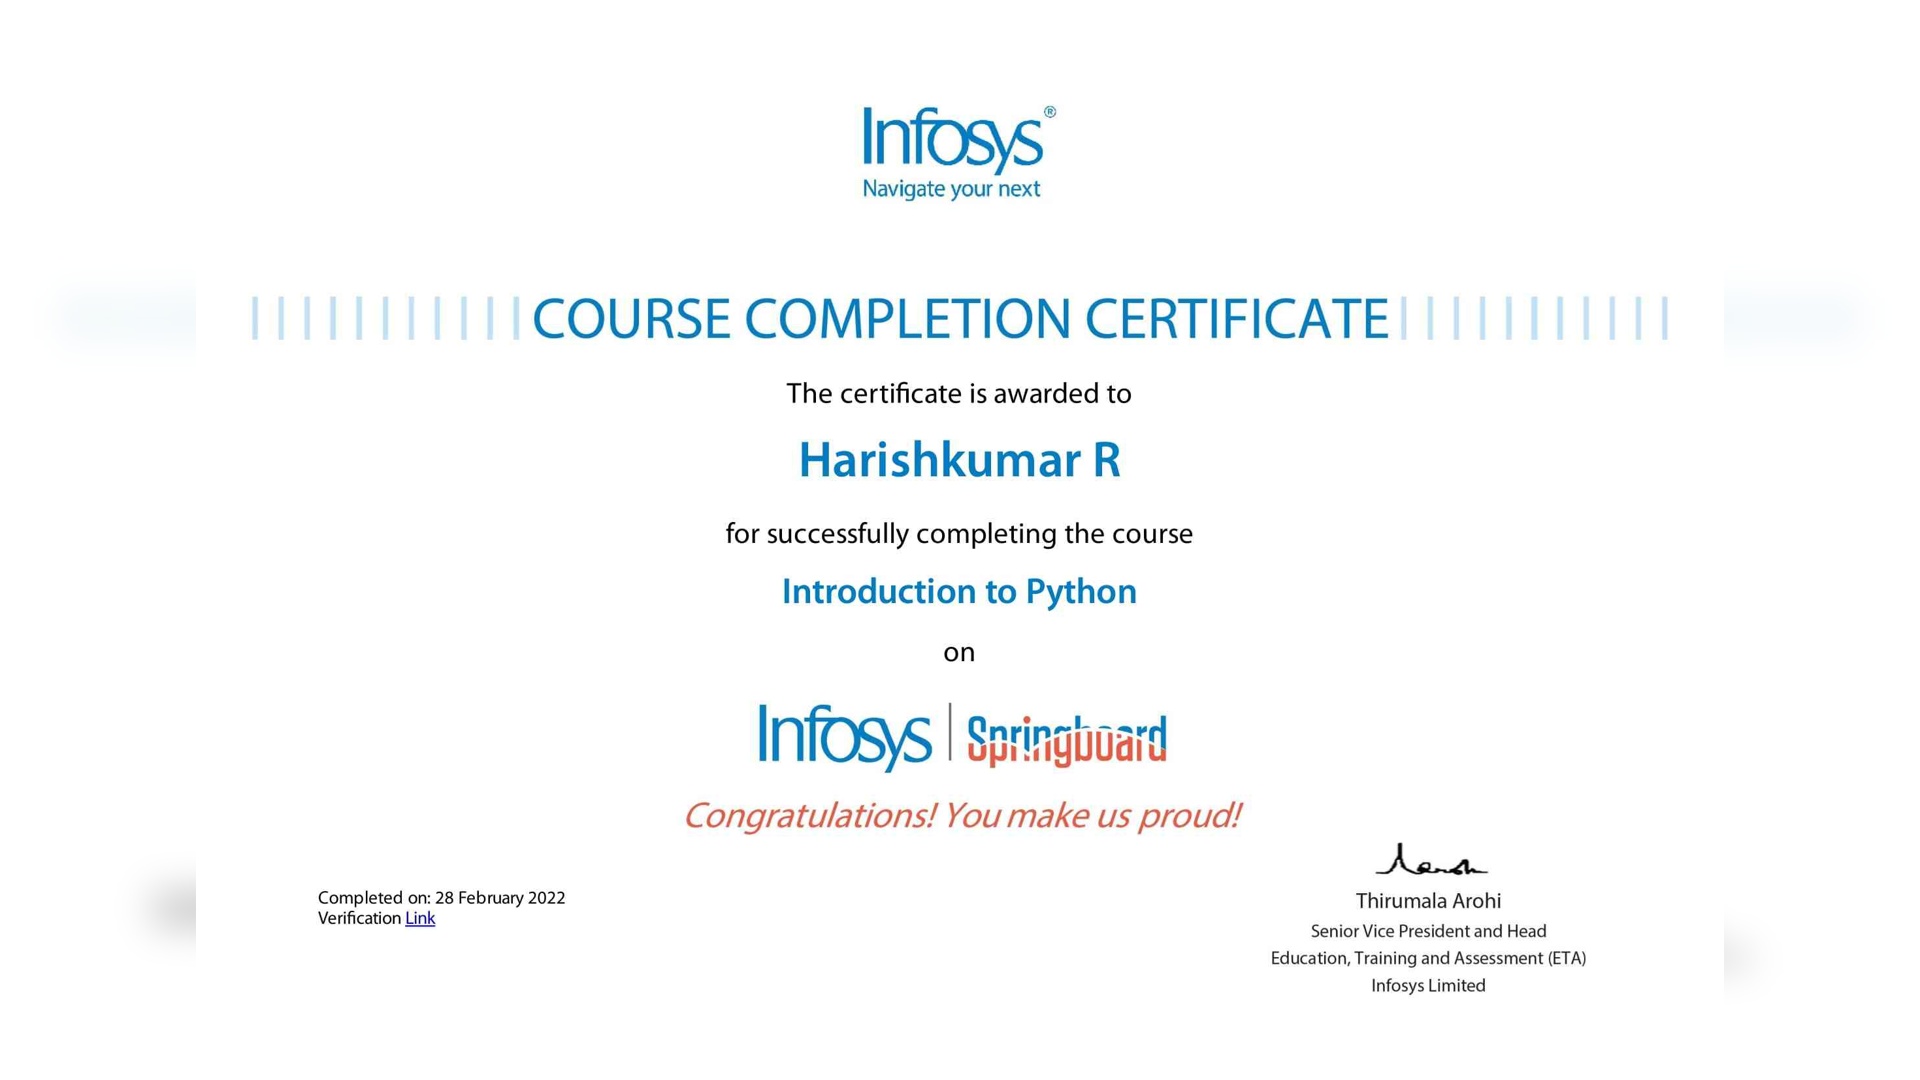 Infosys®
Navigate your next
COURSE COMPLETION CERTIFICATE
The certificate is awarded to
Harishkumar R
for successfully completing the course
Introduction to Python
on
Infosys | Springboard
Congratulations! You make us proud!
Completed on: 28 February 2022
Verification Link
Thirumala Arohi
Senior Vice President and Head
Education, Training and Assessment (ETA)
Infosys Limited